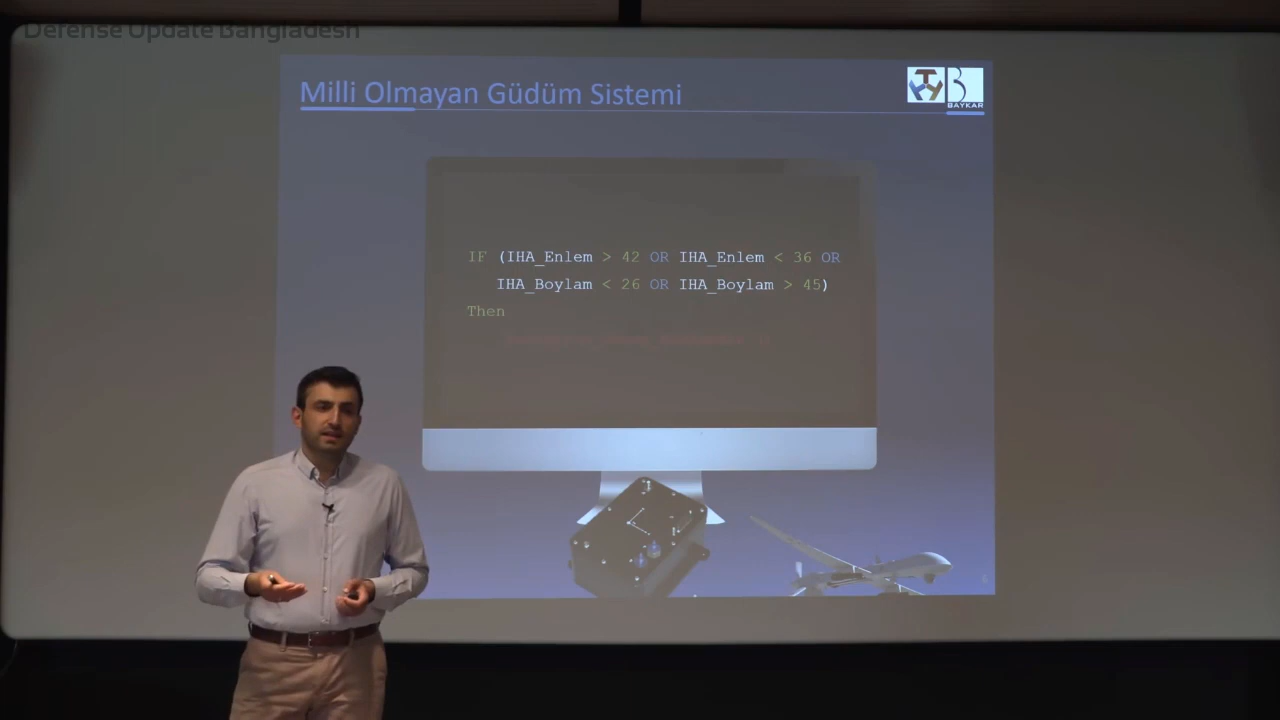 Defense Update Bangladesh
Milli Olmayan Güdüm Sistemi
BAYKAR
IF (IHA_Enlem > 42 OR IHA_Enlem < 36 OR
IHA_Boylam < 26 OR IHA_Boylam > 45)
Then